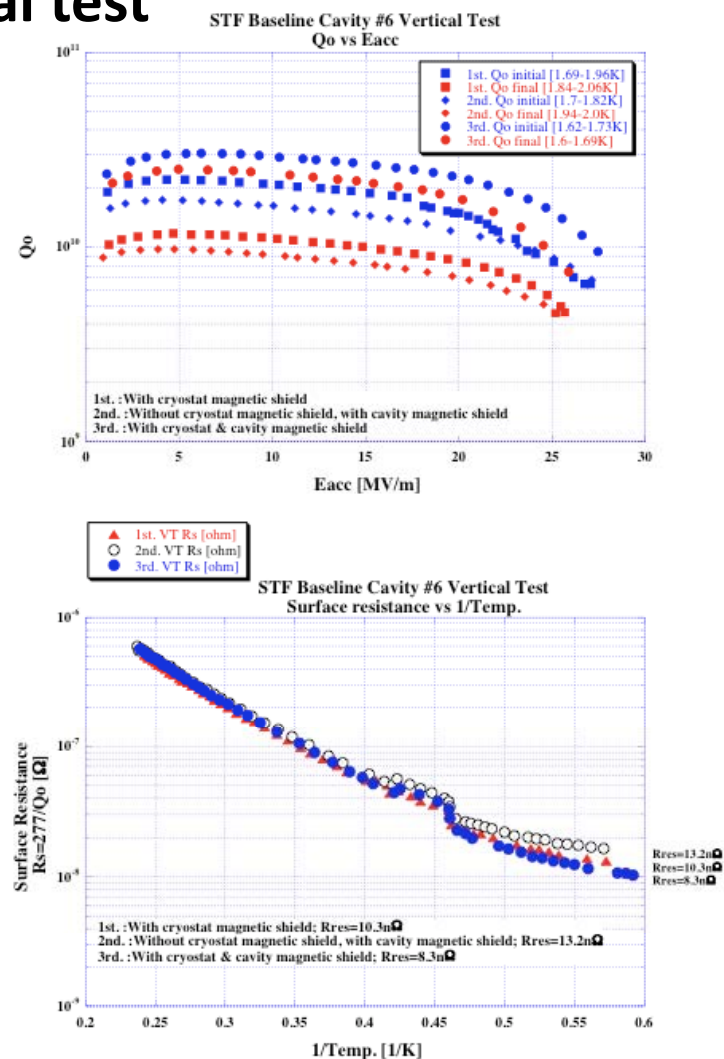 al test
STF Baseline Cavity #6 Vertical Test
Qo vs Eacc
10¹¹
1st. Qo initial [1.69-1.96K]
1st. Qo final [1.84-2.06K]
2nd. Qo initial [1.7-1.82K]
2nd. Qo final [1.94-2.0K]
3rd. Qo initial [1.62-1.73K]
3rd. Qo final [1.6-1.69K]
Qo
10¹⁰
1st. :With cryostat magnetic shield
2nd. :Without cryostat magnetic shield, with cavity magnetic shield
3rd. :With cryostat & cavity magnetic shield
10⁹
0 5 10 15 20 25 30
Eacc [MV/m]
1st. VT Rs [ohm]
2nd. VT Rs [ohm]
3rd. VT Rs [ohm]
STF Baseline Cavity #6 Vertical Test
Surface resistance vs 1/Temp.
10⁻⁶
10⁻⁷
Surface Resistance
Rs=277/Qo [Ω]
Rres=13.2nΩ
Rres=10.3nΩ
Rres=8.3nΩ
10⁻⁸
1st. :With cryostat magnetic shield; Rres=10.3nΩ
2nd. :Without cryostat magnetic shield, with cavity magnetic shield; Rres=13.2nΩ
3rd. :With cryostat & cavity magnetic shield; Rres=8.3nΩ
10⁻⁹
0.2 0.25 0.3 0.35 0.4 0.45 0.5 0.55 0.6
1/Temp. [1/K]